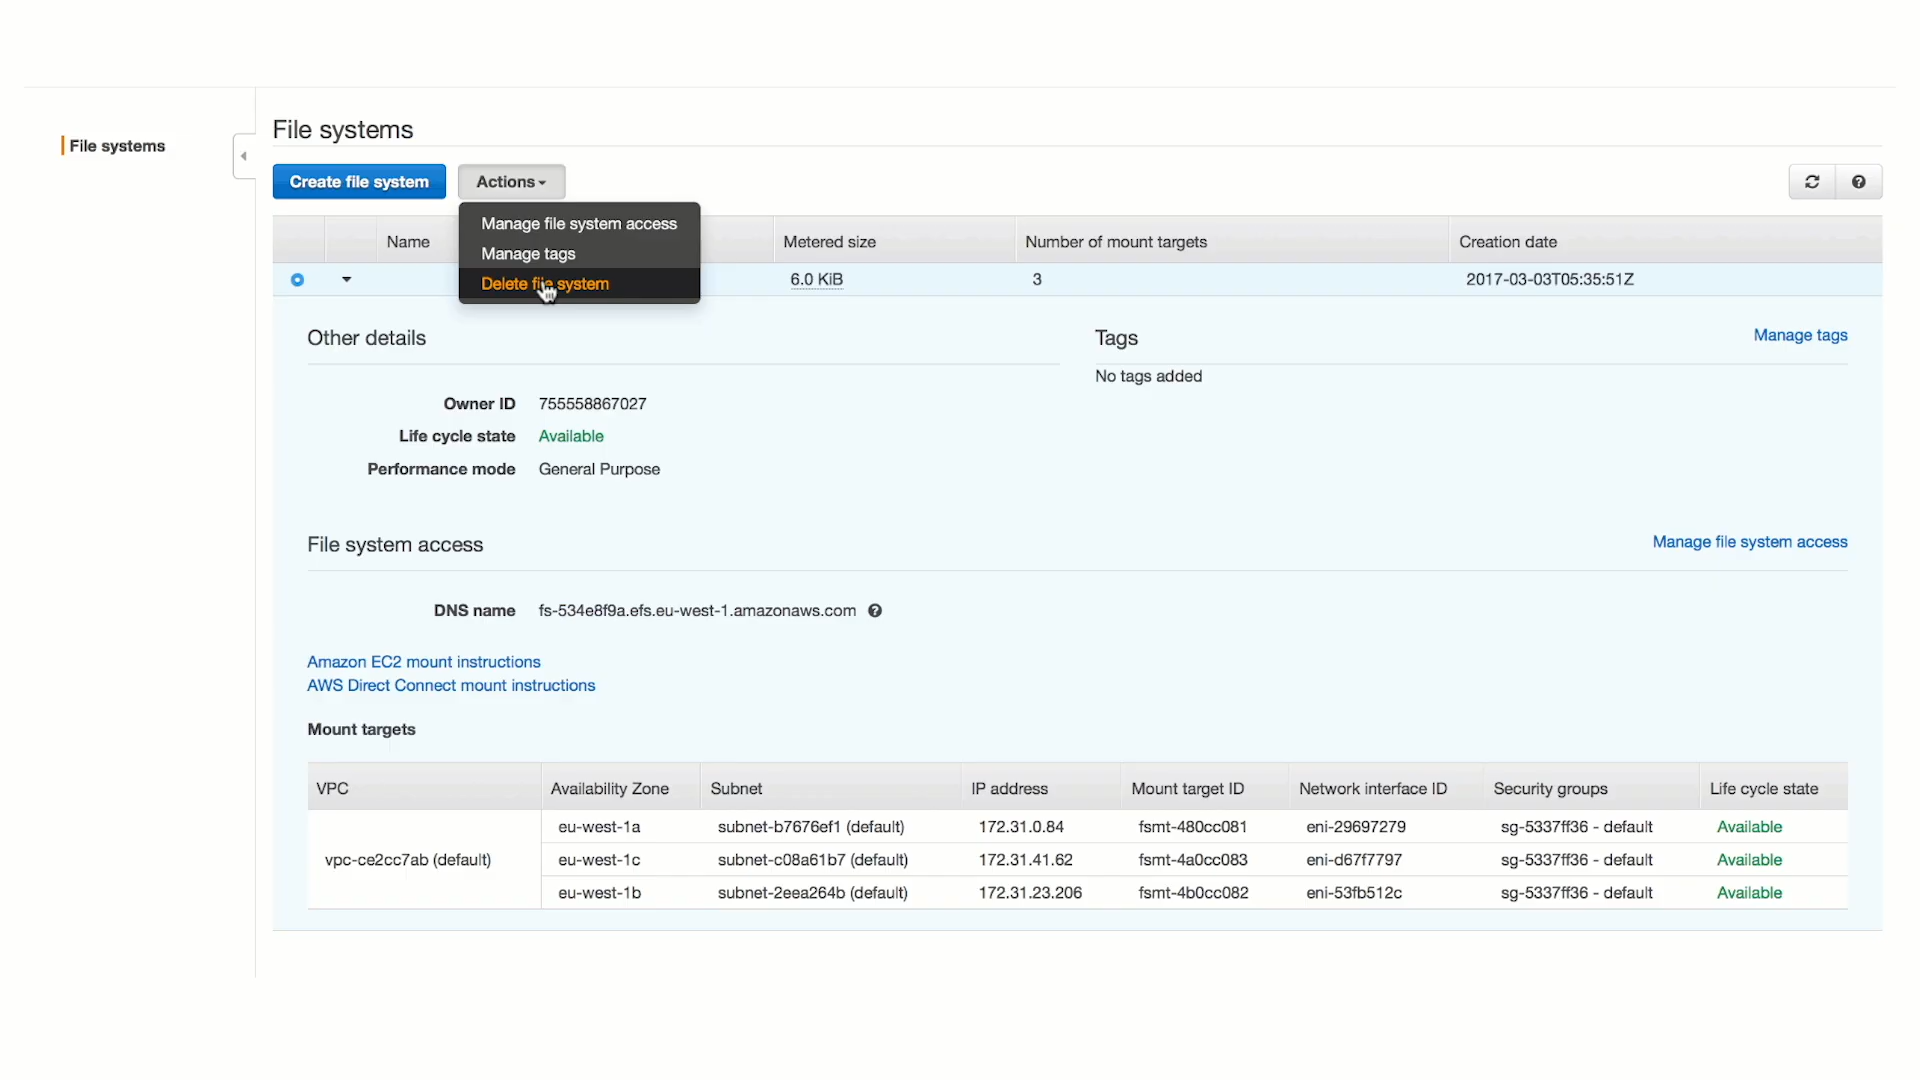 File systems
File systems
Create file system Actions
Manage file system access
Manage tags
Delete file system
Name Metered size Number of mount targets Creation date
6.0 KiB 3 2017-03-03T05:35:51Z
Other details
Tags Manage tags
No tags added
Owner ID 755558867027
Life cycle state Available
Performance mode General Purpose
File system access Manage file system access
DNS name fs-534e8f9a.efs.eu-west-1.amazonaws.com
Amazon EC2 mount instructions
AWS Direct Connect mount instructions
Mount targets
VPC Availability Zone Subnet IP address Mount target ID Network interface ID Security groups Life cycle state
eu-west-1a subnet-b7676ef1 (default) 172.31.0.84 fsmt-480cc081 eni-29697279 sg-5337ff36 - default Available
vpc-ce2cc7ab (default) eu-west-1c subnet-c08a61b7 (default) 172.31.41.62 fsmt-4a0cc083 eni-d67f7797 sg-5337ff36 - default Available
eu-west-1b subnet-2eea264b (default) 172.31.23.206 fsmt-4b0cc082 eni-53fb512c sg-5337ff36 - default Available